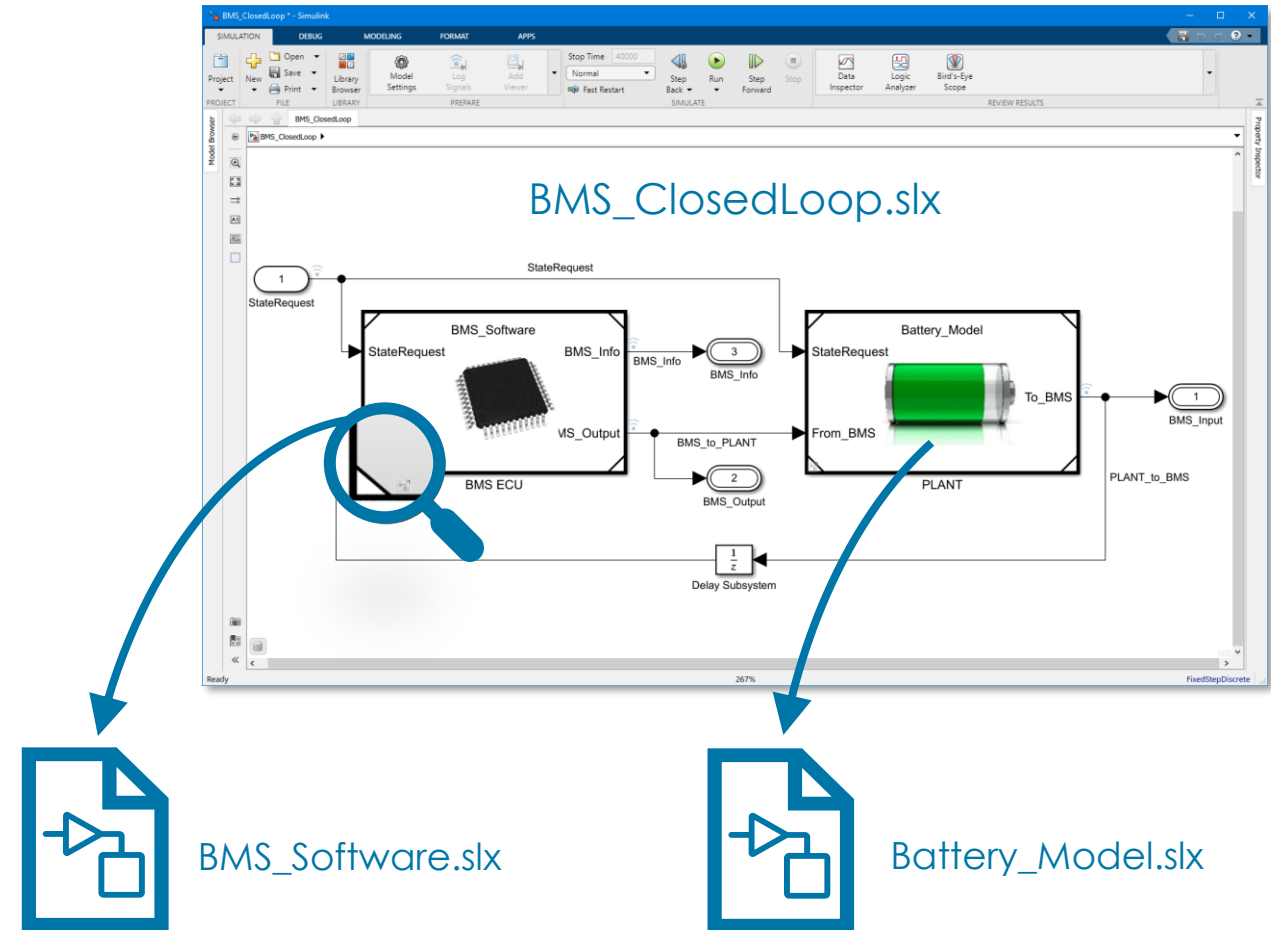 BMS_ClosedLoop * - Simulink
SIMULATION DEBUG MODELING FORMAT APPS
Project New Open Save Print Library Browser Model Settings Log Signals Add Viewer Stop Time 40000 Normal Fast Restart Step Back Run Step Forward Stop Data Inspector Logic Analyzer Bird's-Eye Scope
PROJECT FILE LIBRARY PREPARE SIMULATE REVIEW RESULTS
BMS_ClosedLoop
BMS_ClosedLoop
Model Browser
Property Inspector
BMS_ClosedLoop.slx
StateRequest
1
StateRequest
BMS_Software
StateRequest
BMS_Info
MS_Output
BMS ECU
BMS_Info
3
BMS_Info
BMS_to_PLANT
2
BMS_Output
Battery_Model
StateRequest
To_BMS
From_BMS
PLANT
1
BMS_Input
PLANT_to_BMS
1
z
Delay Subsystem
Ready 267% FixedStepDiscrete
BMS_Software.slx
Battery_Model.slx